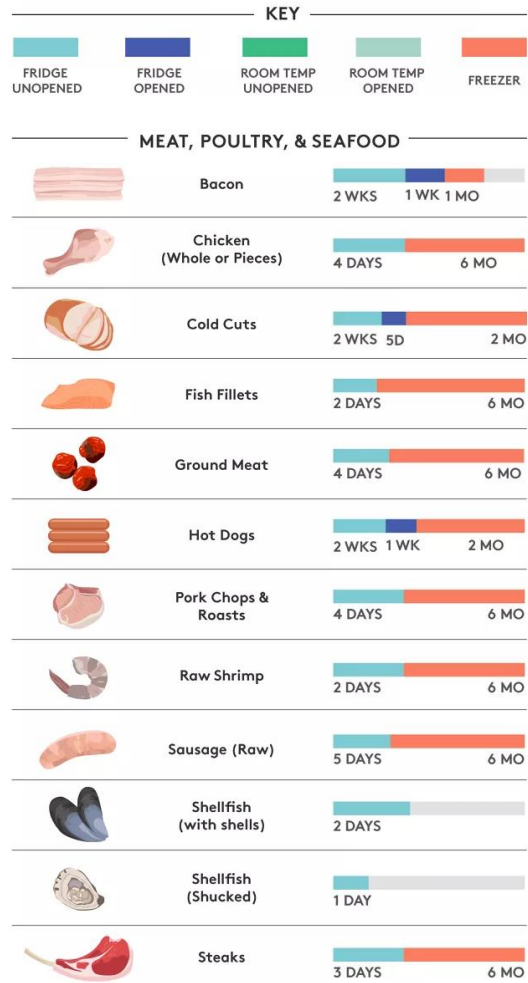 KEY
FRIDGE UNOPENED
FRIDGE OPENED
ROOM TEMP UNOPENED
ROOM TEMP OPENED
FREEZER
MEAT, POULTRY, & SEAFOOD
Bacon
2 WKS 1 WK 1 MO
Chicken
(Whole or Pieces)
4 DAYS 6 MO
Cold Cuts
2 WKS 5D 2 MO
Fish Fillets
2 DAYS 6 MO
Ground Meat
4 DAYS 6 MO
Hot Dogs
2 WKS 1 WK 2 MO
Pork Chops &
Roasts
4 DAYS 6 MO
Raw Shrimp
2 DAYS 6 MO
Sausage (Raw)
5 DAYS 6 MO
Shellfish
(with shells)
2 DAYS
Shellfish
(Shucked)
1 DAY
Steaks
3 DAYS 6 MO